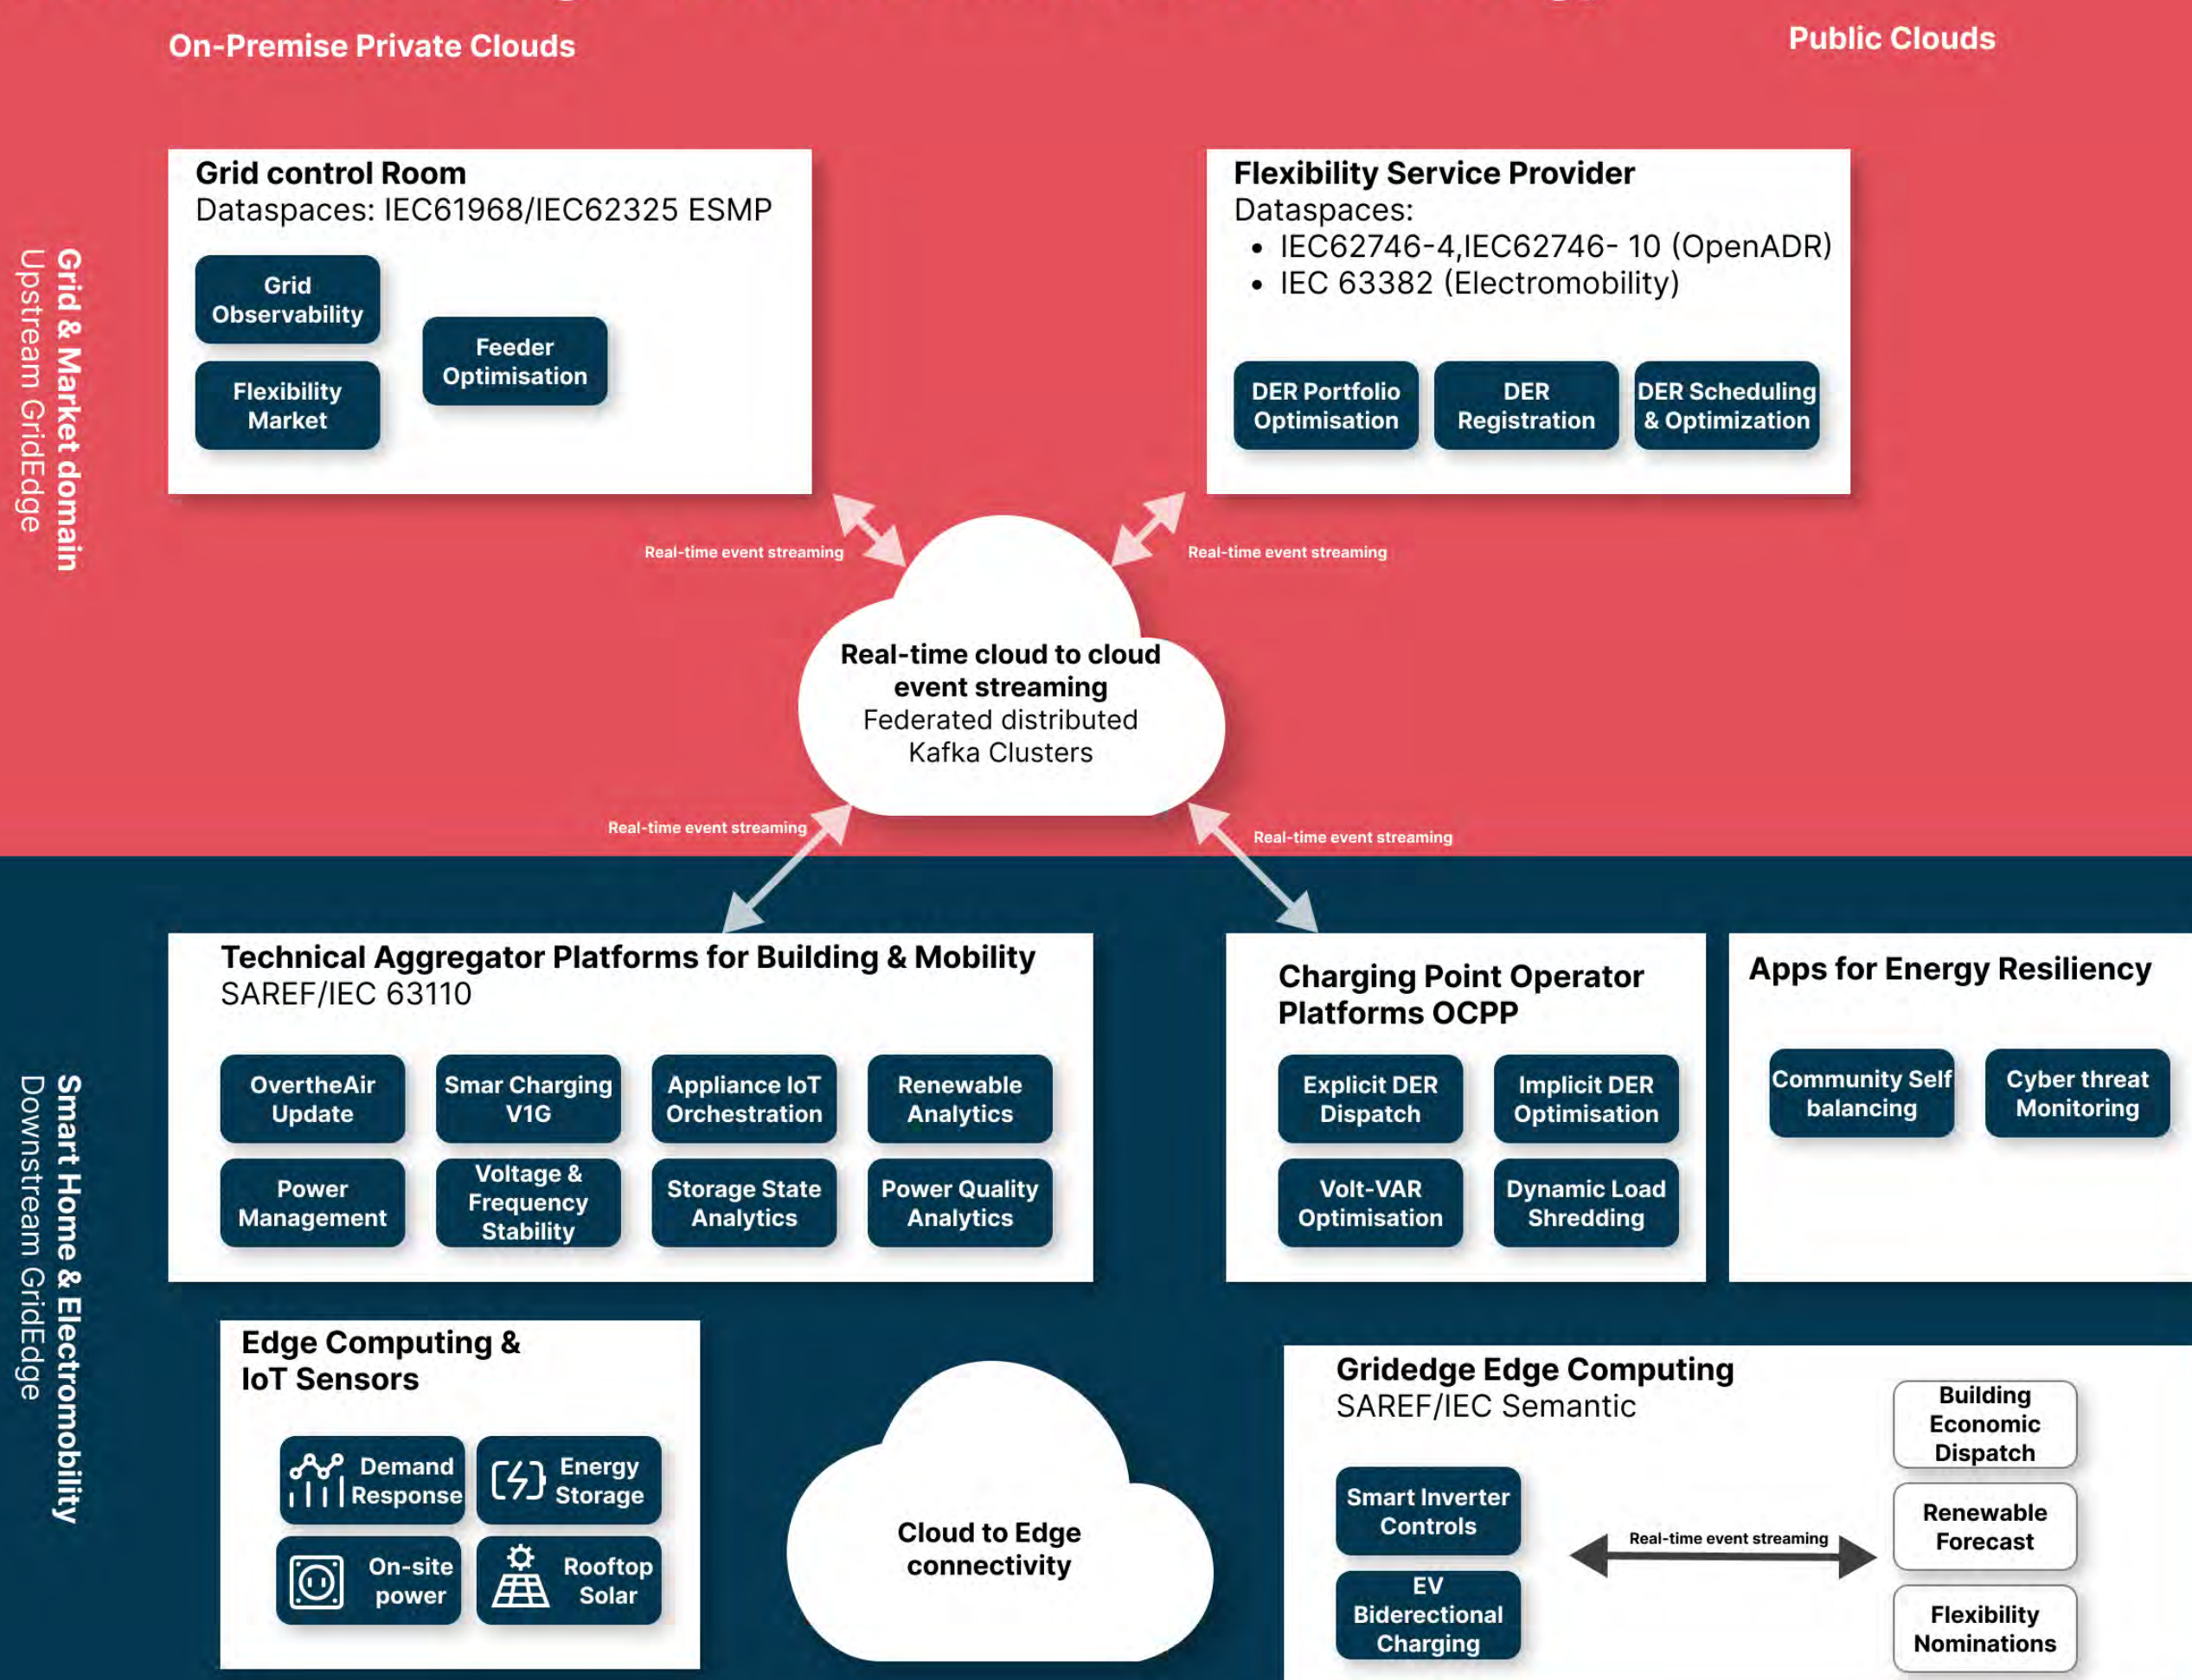 On-Premise Private Clouds
Public Clouds
Grid & Market domain
Upstream GridEdge
Grid control Room
Dataspaces: IEC61968/IEC62325 ESMP
Grid
Observability
Feeder
Optimisation
Flexibility
Market
Flexibility Service Provider
Dataspaces:
• IEC62746-4,IEC62746- 10 (OpenADR)
• IEC 63382 (Electromobility)
DER Portfolio
Optimisation
DER
Registration
DER Scheduling
& Optimization
Real-time event streaming
Real-time event streaming
Real-time cloud to cloud
event streaming
Federated distributed
Kafka Clusters
Real-time event streaming
Real-time event streaming
Smart Home & Electromobility
Downstream GridEdge
Technical Aggregator Platforms for Building & Mobility
SAREF/IEC 63110
OvertheAir
Update
Smar Charging
V1G
Appliance IoT
Orchestration
Renewable
Analytics
Power
Management
Voltage &
Frequency
Stability
Storage State
Analytics
Power Quality
Analytics
Charging Point Operator
Platforms OCPP
Explicit DER
Dispatch
Implicit DER
Optimisation
Volt-VAR
Optimisation
Dynamic Load
Shredding
Apps for Energy Resiliency
Community Self
balancing
Cyber threat
Monitoring
Edge Computing &
IoT Sensors
Demand
Response
Energy
Storage
On-site
power
Rooftop
Solar
Cloud to Edge
connectivity
Gridedge Edge Computing
SAREF/IEC Semantic
Smart Inverter
Controls
EV
Biderectional
Charging
Real-time event streaming
Building
Economic
Dispatch
Renewable
Forecast
Flexibility
Nominations